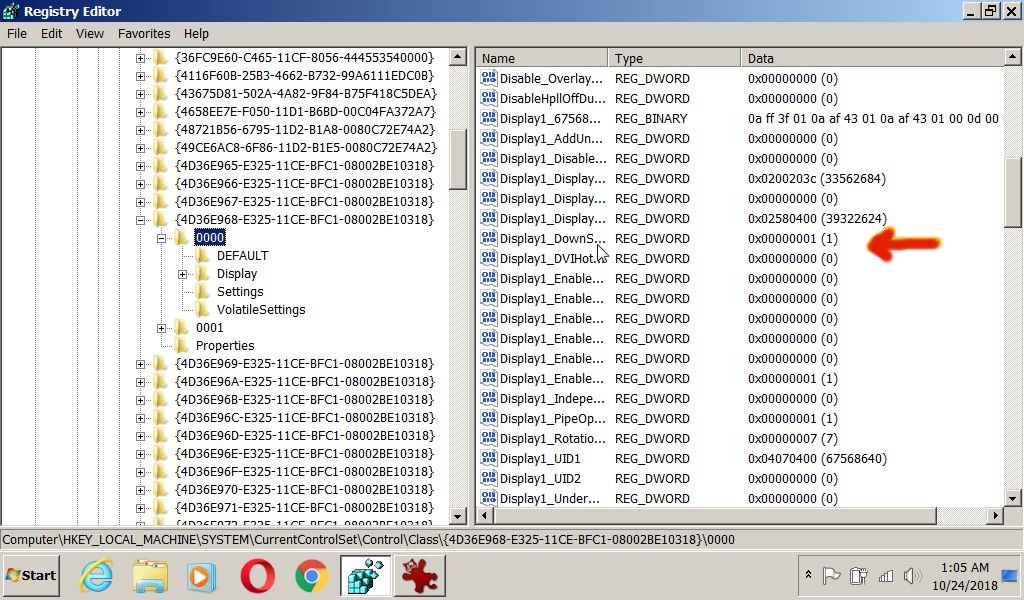 Registry Editor
File Edit View Favorites Help
{36FC9E60-C465-11CF-8056-444553540000}
{4116F60B-25B3-4662-B732-99A6111EDC0B}
{43675D81-502A-4A82-9F84-B75F418C5DEA}
{4658EE7E-F050-11D1-B6BD-00C04FA372A7}
{48721B56-6795-11D2-B1A8-0080C72E74A2}
{49CE6AC8-6F86-11D2-B1E5-0080C72E74A2}
{4D36E965-E325-11CE-BFC1-08002BE10318}
{4D36E966-E325-11CE-BFC1-08002BE10318}
{4D36E967-E325-11CE-BFC1-08002BE10318}
{4D36E968-E325-11CE-BFC1-08002BE10318}
0000
DEFAULT
Display
Settings
VolatileSettings
0001
Properties
{4D36E969-E325-11CE-BFC1-08002BE10318}
{4D36E96A-E325-11CE-BFC1-08002BE10318}
{4D36E96B-E325-11CE-BFC1-08002BE10318}
{4D36E96C-E325-11CE-BFC1-08002BE10318}
{4D36E96D-E325-11CE-BFC1-08002BE10318}
{4D36E96E-E325-11CE-BFC1-08002BE10318}
{4D36E96F-E325-11CE-BFC1-08002BE10318}
{4D36E970-E325-11CE-BFC1-08002BE10318}
{4D36E971-E325-11CE-BFC1-08002BE10318}
{4D36E972-E325-11CE-BFC1-08002BE10318}
Name Type Data
Disable_Overlay... REG_DWORD 0x00000000 (0)
DisableHpllOffDu... REG_DWORD 0x00000000 (0)
Display1_67568... REG_BINARY 0a ff 3f 01 0a af 43 01 0a af 43 01 00 0d 00
Display1_AddUn... REG_DWORD 0x00000000 (0)
Display1_Disable... REG_DWORD 0x00000000 (0)
Display1_Display... REG_DWORD 0x0200203c (33562684)
Display1_Display... REG_DWORD 0x00000000 (0)
Display1_Display... REG_DWORD 0x02580400 (39322624)
Display1_DownS... REG_DWORD 0x00000001 (1)
Display1_DVIHot... REG_DWORD 0x00000000 (0)
Display1_Enable... REG_DWORD 0x00000000 (0)
Display1_Enable... REG_DWORD 0x00000000 (0)
Display1_Enable... REG_DWORD 0x00000000 (0)
Display1_Enable... REG_DWORD 0x00000000 (0)
Display1_Enable... REG_DWORD 0x00000000 (0)
Display1_Enable... REG_DWORD 0x00000001 (1)
Display1_Indepe... REG_DWORD 0x00000000 (0)
Display1_PipeOp... REG_DWORD 0x00000001 (1)
Display1_Rotatio... REG_DWORD 0x00000007 (7)
Display1_UID1 REG_DWORD 0x04070400 (67568640)
Display1_UID2 REG_DWORD 0x00000000 (0)
Display1_Under... REG_DWORD 0x00000000 (0)
Computer\HKEY_LOCAL_MACHINE\SYSTEM\CurrentControlSet\Control\Class\{4D36E968-E325-11CE-BFC1-08002BE10318}\0000
Start
1:05 AM
10/24/2018